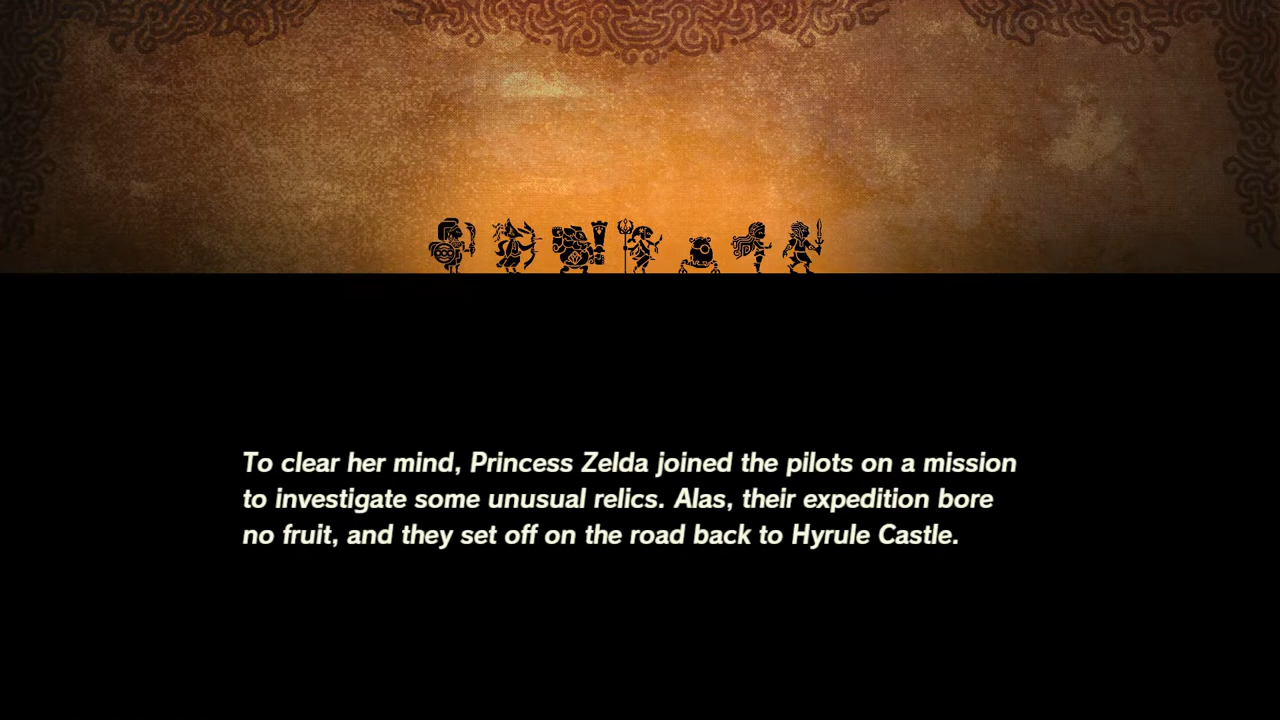 To clear her mind, Princess Zelda joined the pilots on a mission
to investigate some unusual relics. Alas, their expedition bore
no fruit, and they set off on the road back to Hyrule Castle.